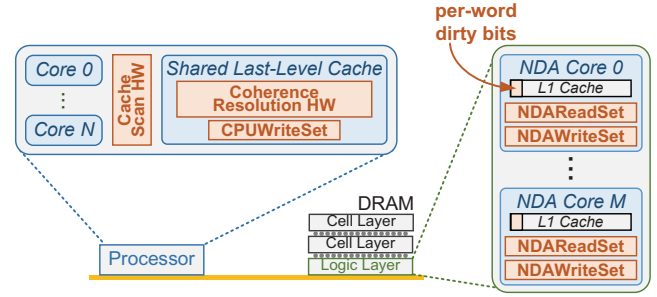 per-word
dirty bits
Core 0
⋮
Core N
Cache
Scan HW
Shared Last-Level Cache
Coherence
Resolution HW
CPUWriteSet
NDA Core 0
L1 Cache
NDAReadSet
NDAWriteSet
⋮
NDA Core M
L1 Cache
NDAReadSet
NDAWriteSet
DRAM
Cell Layer
Cell Layer
Logic Layer
Processor